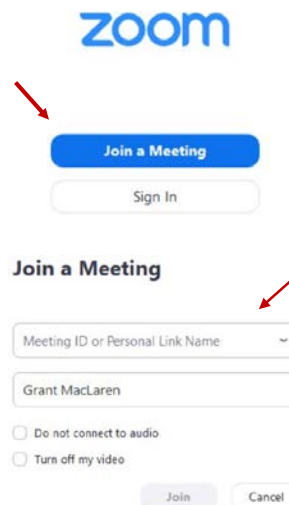 zoom
Join a Meeting
Sign In
Join a Meeting
Meeting ID or Personal Link Name
Grant MacLaren
Do not connect to audio
Turn off my video
Join Cancel